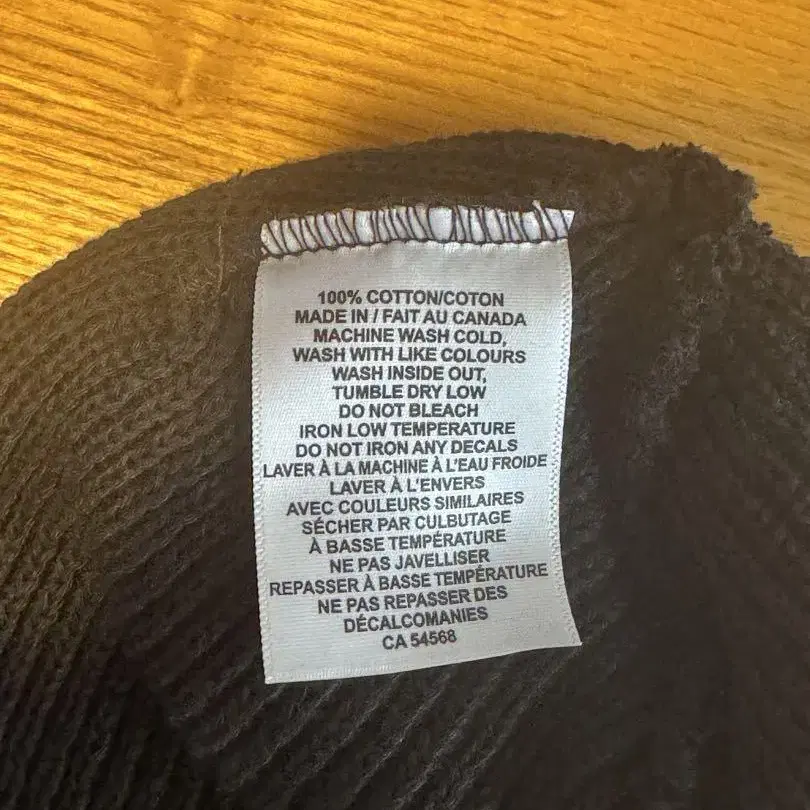 100% COTTON/COTON
MADE IN / FAIT AU CANADA
MACHINE WASH COLD,
WASH WITH LIKE COLOURS
WASH INSIDE OUT,
TUMBLE DRY LOW
DO NOT BLEACH
IRON LOW TEMPERATURE
DO NOT IRON ANY DECALS
LAVER À LA MACHINE À L'EAU FROIDE
LAVER À L'ENVERS
AVEC COULEURS SIMILAIRES
SÉCHER PAR CULBUTAGE
À BASSE TEMPÉRATURE
NE PAS JAVELLISER
REPASSER À BASSE TEMPÉRATURE
NE PAS REPASSER DES
DÉCALCOMANIES
CA 54568